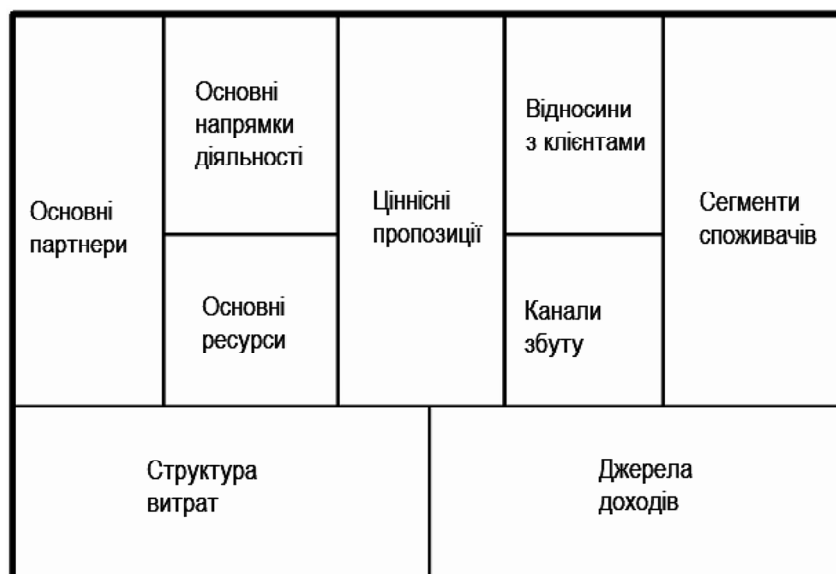 Основні
партнери
Основні
напрямки
діяльності
Основні
ресурси
Ціннісні
пропозиції
Відносини
з клієнтами
Канали
збуту
Сегменти
споживачів
Структура
витрат
Джерела
доходів